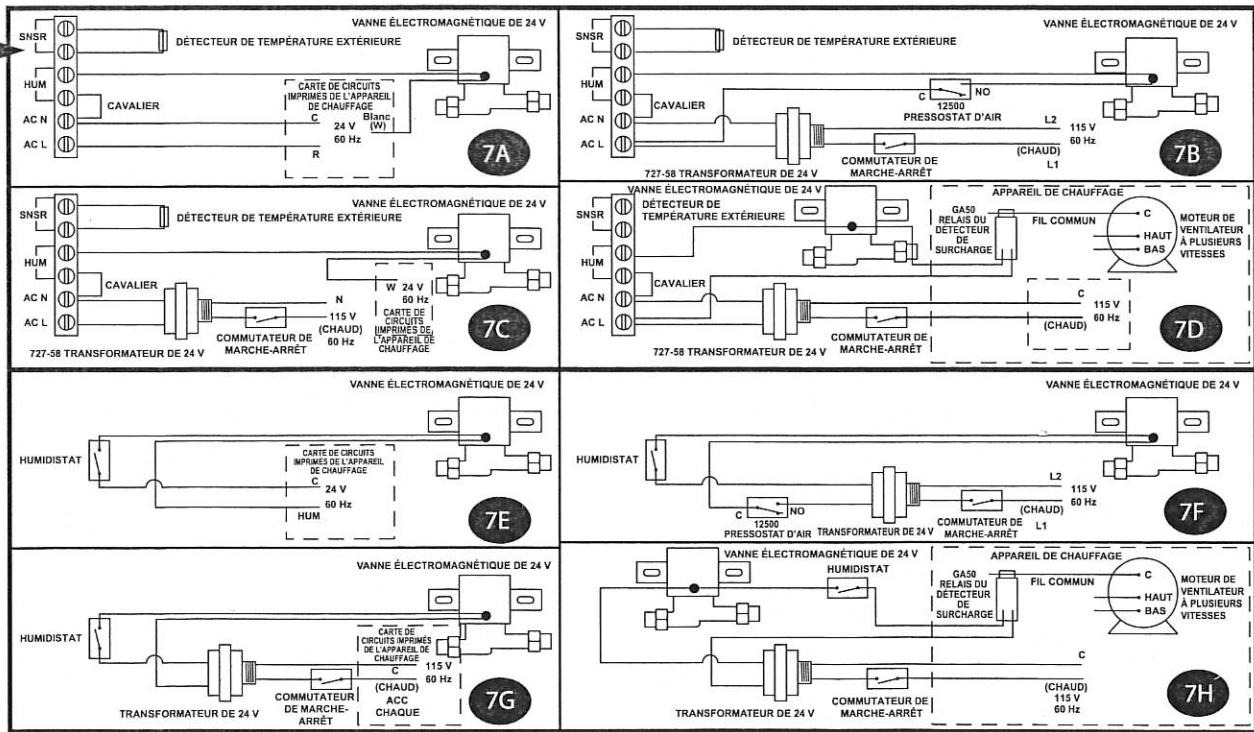 VANNE ÉLECTROMAGNÉTIQUE DE 24 V
SNSR
DÉTECTEUR DE TEMPÉRATURE EXTÉRIEURE
HUM
CARTE DE CIRCUITS
IMPRIMÉS DE L'APPAREIL
DE CHAUFFAGE
CAVALIER
C
Blanc
(W)
AC N
24 V
60 Hz
AC L
R
7A
VANNE ÉLECTROMAGNÉTIQUE DE 24 V
SNSR
DÉTECTEUR DE TEMPÉRATURE EXTÉRIEURE
HUM
CAVALIER
C
NO
12500
PRESSOSTAT D'AIR
AC N
L2
115 V
60 Hz
AC L
(CHAUD)
L1
COMMUTATEUR DE
MARCHE-ARRÊT
727-58 TRANSFORMATEUR DE 24 V
7B
VANNE ÉLECTROMAGNÉTIQUE DE 24 V
SNSR
DÉTECTEUR DE TEMPÉRATURE EXTÉRIEURE
HUM
CAVALIER
W 24 V
60 Hz
CARTE DE
CIRCUITS
IMPRIMÉS DE
L'APPAREIL DE
CHAUFFAGE
AC N
N
115 V
(CHAUD)
60 Hz
AC L
COMMUTATEUR DE
MARCHE-ARRÊT
727-58 TRANSFORMATEUR DE 24 V
7C
VANNE ÉLECTROMAGNÉTIQUE DE 24 V
SNSR
DÉTECTEUR DE
TEMPÉRATURE EXTÉRIEURE
APPAREIL DE CHAUFFAGE
GA50
RELAIS DU
DÉTECTEUR
DE
SURCHARGE
FIL COMMUN
C
HAUT
BAS
MOTEUR DE
VENTILATEUR
À PLUSIEURS
VITESSES
HUM
CAVALIER
AC N
C
115 V
60 Hz
(CHAUD)
AC L
COMMUTATEUR DE
MARCHE-ARRÊT
727-58 TRANSFORMATEUR DE 24 V
7D
VANNE ÉLECTROMAGNÉTIQUE DE 24 V
HUMIDISTAT
CARTE DE CIRCUITS
IMPRIMÉS DE L'APPAREIL
DE CHAUFFAGE
C
24 V
60 Hz
HUM
7E
VANNE ÉLECTROMAGNÉTIQUE DE 24 V
HUMIDISTAT
L2
115 V
60 Hz
(CHAUD)
L1
C
NO
12500
PRESSOSTAT D'AIR
TRANSFORMATEUR DE 24 V
COMMUTATEUR DE
MARCHE-ARRÊT
7F
VANNE ÉLECTROMAGNÉTIQUE DE 24 V
HUMIDISTAT
CARTE DE
CIRCUITS IMPRIMÉS
DE L'APPAREIL DE
CHAUFFAGE
115 V
C
60 Hz
(CHAUD)
ACC
CHAQUE
COMMUTATEUR
DE MARCHE-
ARRÊT
TRANSFORMATEUR DE 24 V
7G
VANNE ÉLECTROMAGNÉTIQUE DE 24 V
HUMIDISTAT
APPAREIL DE CHAUFFAGE
GA50
RELAIS DU
DÉTECTEUR
DE
SURCHARGE
FIL COMMUN
C
HAUT
BAS
MOTEUR DE
VENTILATEUR
À PLUSIEURS
VITESSES
C
(CHAUD)
115 V
60 Hz
TRANSFORMATEUR DE 24 V
COMMUTATEUR DE
MARCHE-ARRÊT
7H